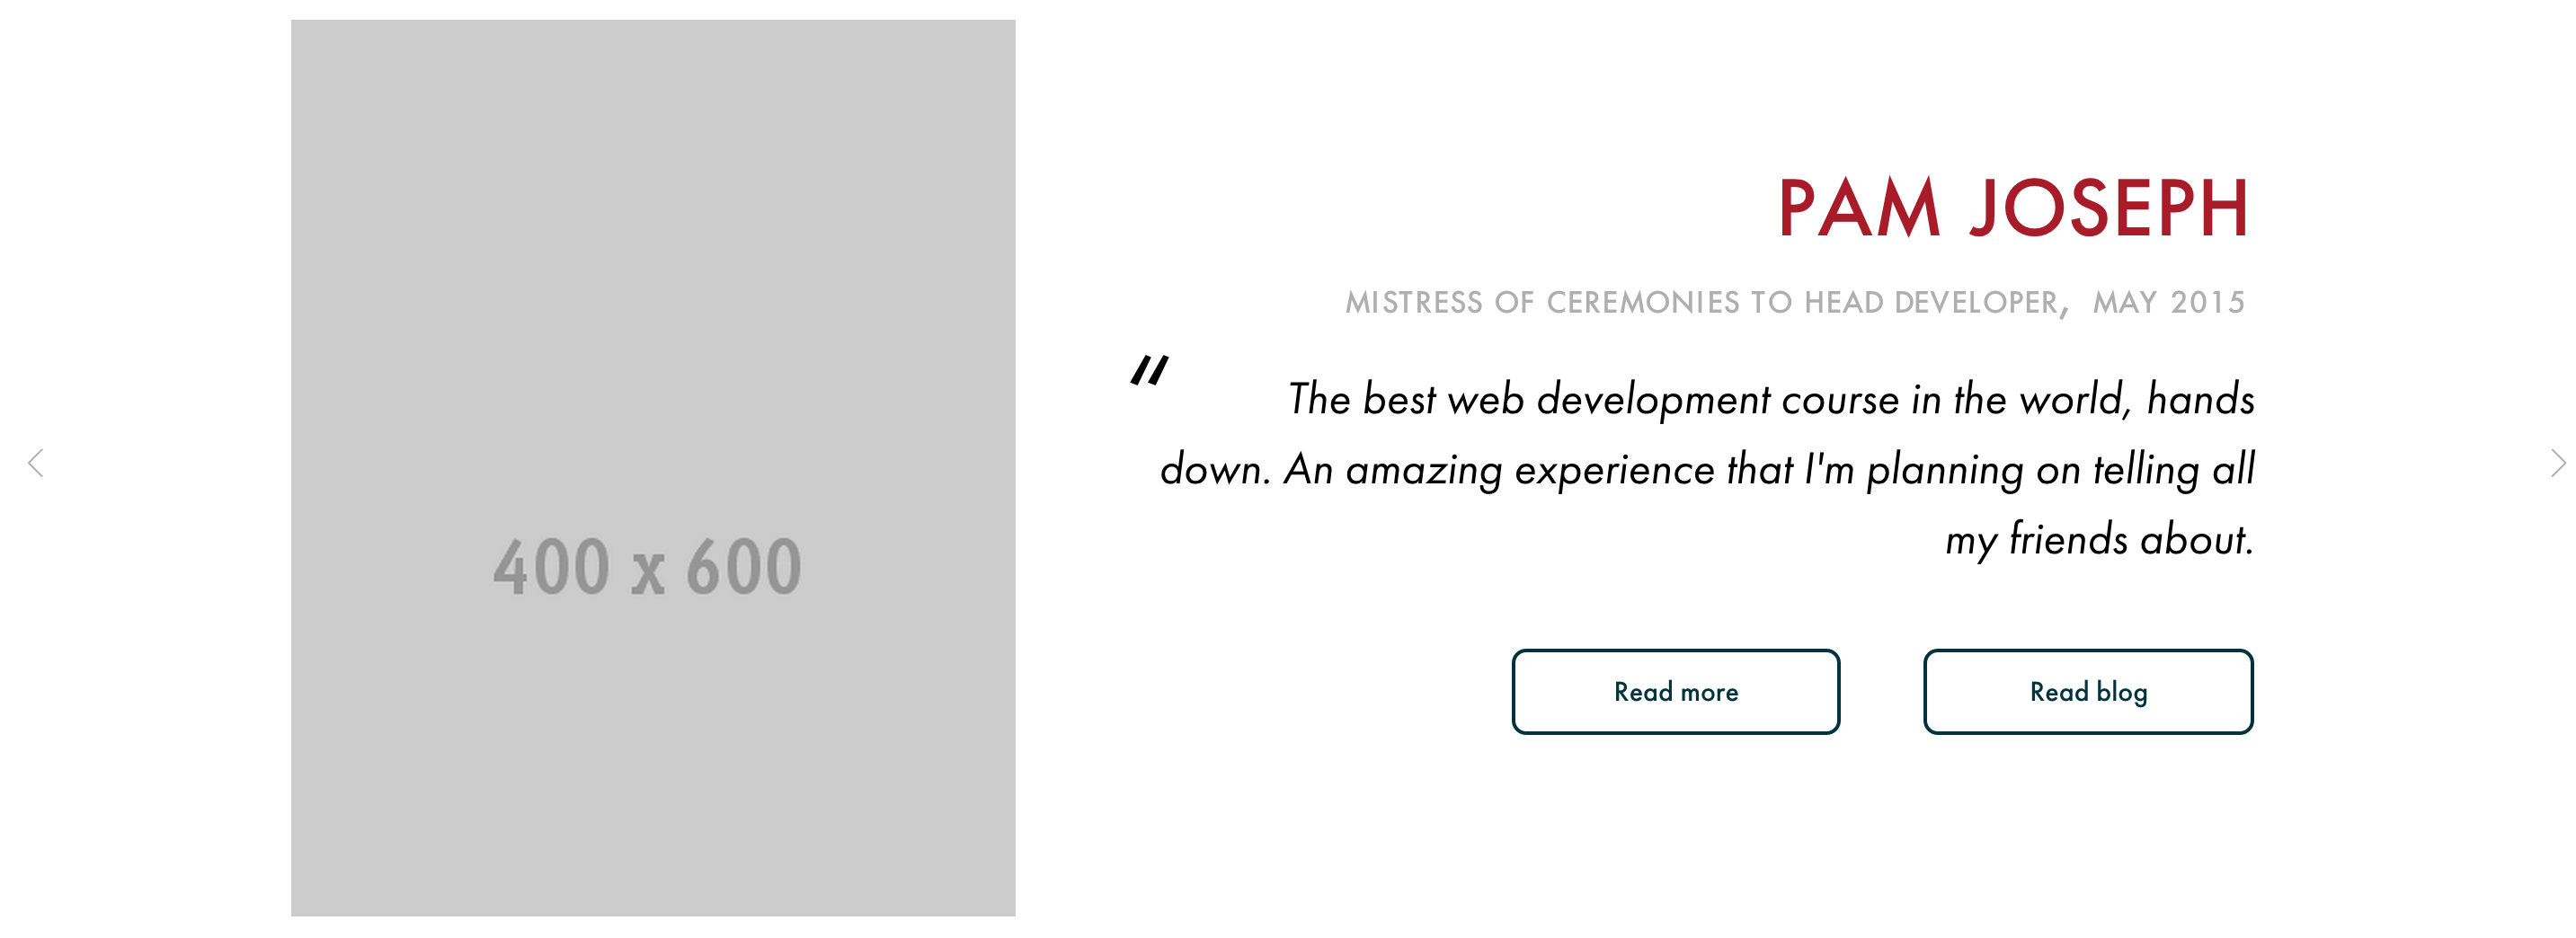 400 x 600
PAM JOSEPH
MISTRESS OF CEREMONIES TO HEAD DEVELOPER, MAY 2015
"
The best web development course in the world, hands
down. An amazing experience that I'm planning on telling all
my friends about.
Read more
Read blog